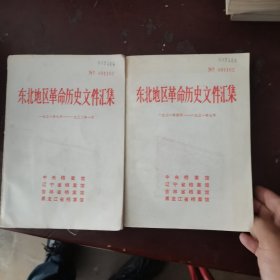 东北地区革命历史文件汇集
中央档案馆
辽宁省档案馆
吉林省档案馆
黑龙江省档案馆
东北地区革命历史文件汇集
中央档案馆
辽宁省档案馆
吉林省档案馆
黑龙江省档案馆